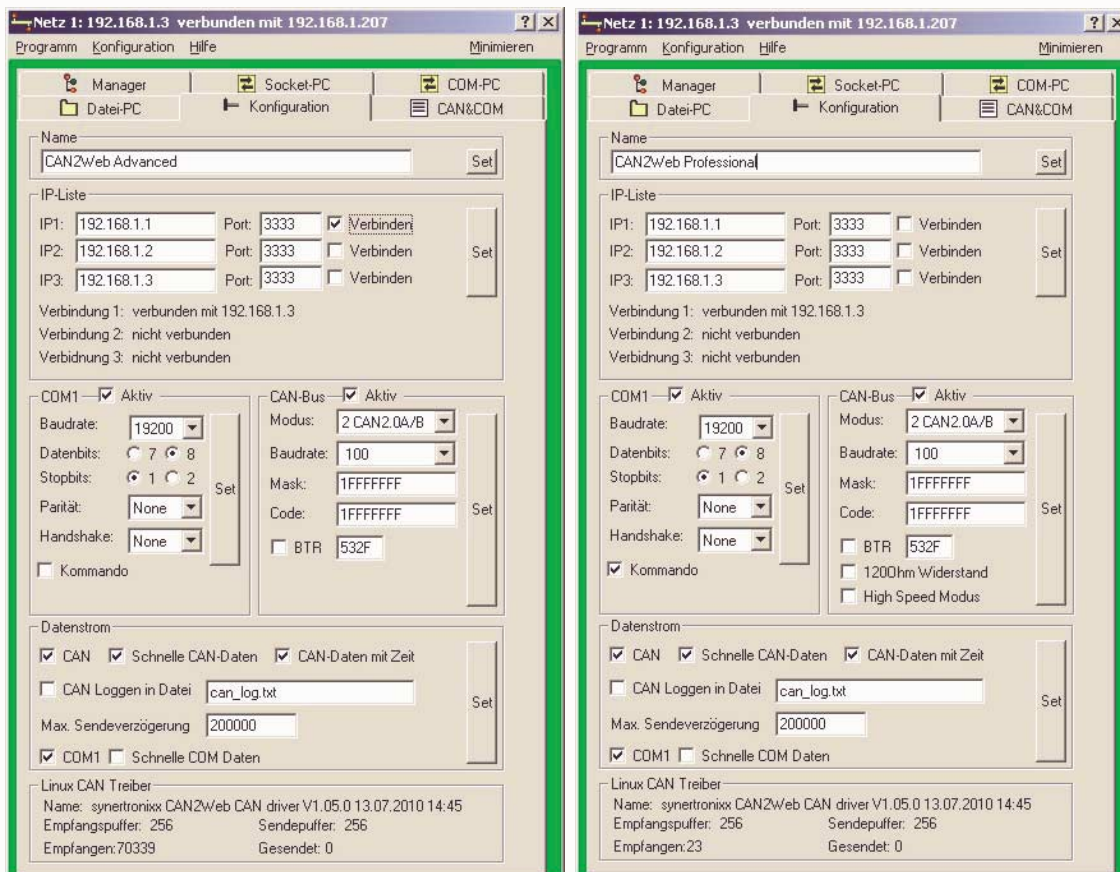 Netz 1: 192.168.1.3 verbunden mit 192.168.1.207
Programm Konfiguration Hilfe Minimieren
Manager Socket-PC COM-PC
Datei-PC Konfiguration CAN&COM
Name
CAN2Web Advanced Set
IP-Liste
IP1: 192.168.1.1 Port: 3333 Verbinden
IP2: 192.168.1.2 Port: 3333 Verbinden Set
IP3: 192.168.1.3 Port: 3333 Verbinden
Verbindung 1: verbunden mit 192.168.1.3
Verbindung 2: nicht verbunden
Verbidnung 3: nicht verbunden
COM1 Aktiv
Baudrate: 19200
Datenbits: 7 8
Stopbits: 1 2
Set
Parität: None
Handshake: None
Kommando
CAN-Bus Aktiv
Modus: 2 CAN2.0A/B
Baudrate: 100
Mask: 1FFFFFFF
Code: 1FFFFFFF
Set
BTR 532F
Datenstrom
CAN Schnelle CAN-Daten CAN-Daten mit Zeit
CAN Loggen in Datei can_log.txt
Set
Max. Sendeverzögerung 200000
COM1 Schnelle COM Daten
Linux CAN Treiber
Name: synertronixx CAN2Web CAN driver V1.05.0 13.07.2010 14:45
Empfangspuffer: 256 Sendepuffer: 256
Empfangen:70339 Gesendet: 0
Netz 1: 192.168.1.3 verbunden mit 192.168.1.207
Programm Konfiguration Hilfe Minimieren
Manager Socket-PC COM-PC
Datei-PC Konfiguration CAN&COM
Name
CAN2Web Professional Set
IP-Liste
IP1: 192.168.1.1 Port: 3333 Verbinden
IP2: 192.168.1.2 Port: 3333 Verbinden Set
IP3: 192.168.1.3 Port: 3333 Verbinden
Verbindung 1: verbunden mit 192.168.1.3
Verbindung 2: nicht verbunden
Verbidnung 3: nicht verbunden
COM1 Aktiv
Baudrate: 19200
Datenbits: 7 8
Stopbits: 1 2
Set
Parität: None
Handshake: None
Kommando
CAN-Bus Aktiv
Modus: 2 CAN2.0A/B
Baudrate: 100
Mask: 1FFFFFFF
Code: 1FFFFFFF
Set
BTR 532F
120Ohm Widerstand
High Speed Modus
Datenstrom
CAN Schnelle CAN-Daten CAN-Daten mit Zeit
CAN Loggen in Datei can_log.txt
Set
Max. Sendeverzögerung 200000
COM1 Schnelle COM Daten
Linux CAN Treiber
Name: synertronixx CAN2Web CAN driver V1.05.0 13.07.2010 14:45
Empfangspuffer: 256 Sendepuffer: 256
Empfangen:23 Gesendet: 0